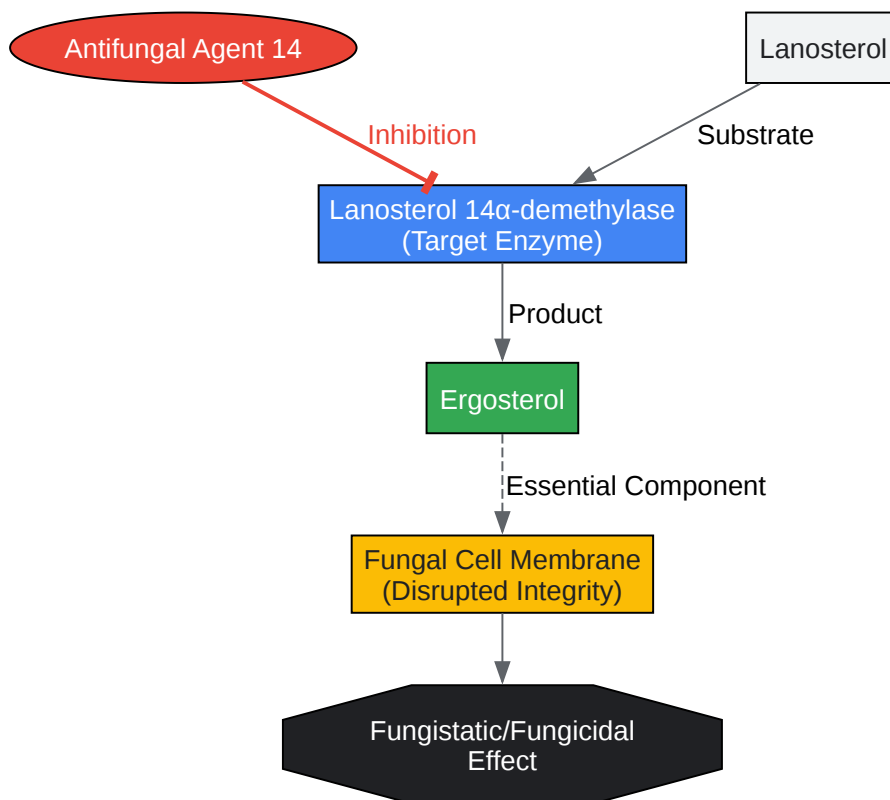 Antifungal Agent 14
Lanosterol
Inhibition
Substrate
Lanosterol 14α-demethylase
(Target Enzyme)
Product
Ergosterol
Essential Component
Fungal Cell Membrane
(Disrupted Integrity)
Fungistatic/Fungicidal
Effect